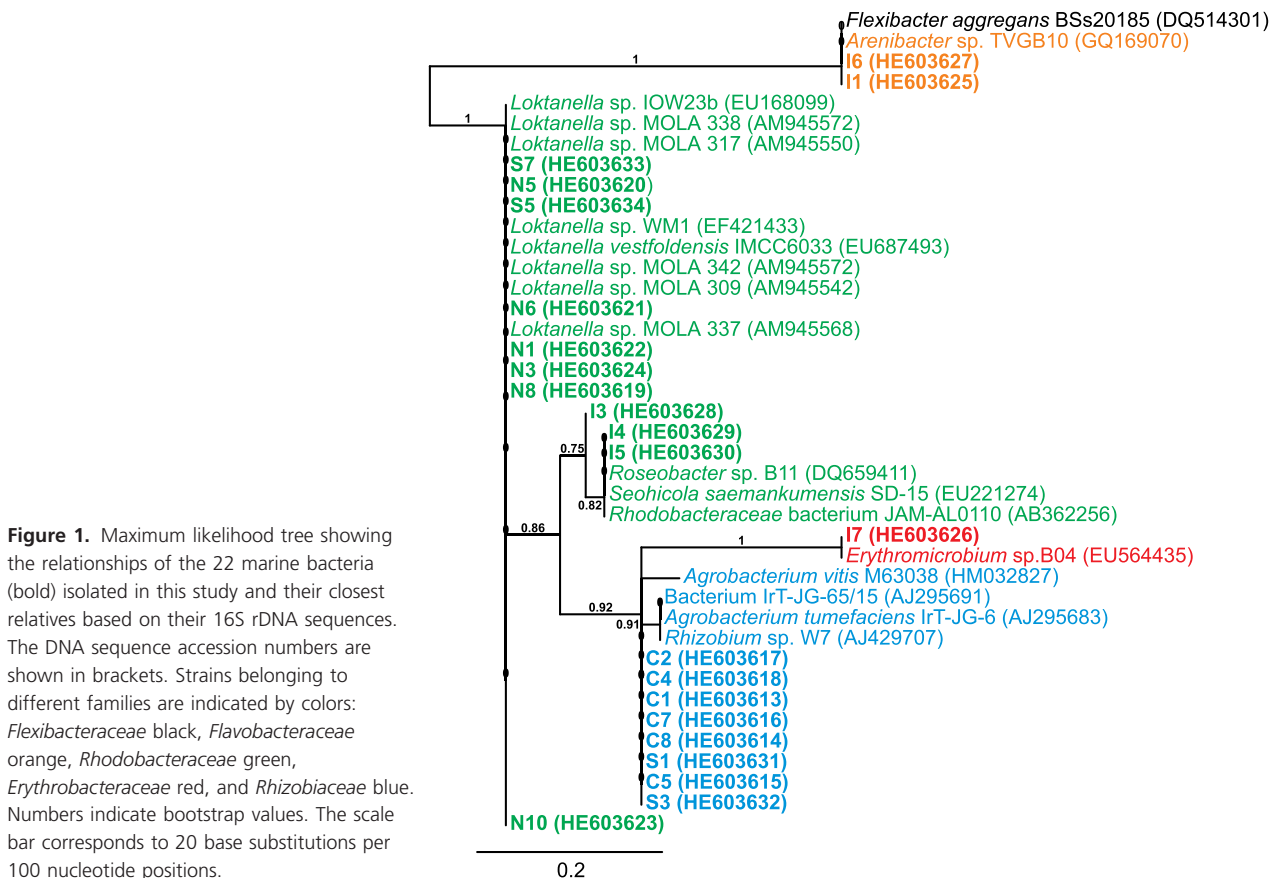 Flexibacter aggregans BSs20185 (DQ514301)
Arenibacter sp. TVGB10 (GQ169070)
1
I6 (HE603627)
I1 (HE603625)
Loktanella sp. IOW23b (EU168099)
1
Loktanella sp. MOLA 338 (AM945572)
Loktanella sp. MOLA 317 (AM945550)
S7 (HE603633)
N5 (HE603620)
S5 (HE603634)
Loktanella sp. WM1 (EF421433)
Loktanella vestfoldensis IMCC6033 (EU687493)
Loktanella sp. MOLA 342 (AM945572)
Loktanella sp. MOLA 309 (AM945542)
N6 (HE603621)
Loktanella sp. MOLA 337 (AM945568)
N1 (HE603622)
N3 (HE603624)
N8 (HE603619)
I3 (HE603628)
I4 (HE603629)
0.75
I5 (HE603630)
Roseobacter sp. B11 (DQ659411)
Seohicola saemankumensis SD-15 (EU221274)
0.82
Rhodobacteraceae bacterium JAM-AL0110 (AB362256)
0.86
I7 (HE603626)
1
Erythromicrobium sp.B04 (EU564435)
Agrobacterium vitis M63038 (HM032827)
Bacterium IrT-JG-65/15 (AJ295691)
0.92
Agrobacterium tumefaciens IrT-JG-6 (AJ295683)
0.91
Rhizobium sp. W7 (AJ429707)
C2 (HE603617)
C4 (HE603618)
C1 (HE603613)
C7 (HE603616)
C8 (HE603614)
S1 (HE603631)
C5 (HE603615)
S3 (HE603632)
N10 (HE603623)
0.2
Figure 1. Maximum likelihood tree showing
the relationships of the 22 marine bacteria
(bold) isolated in this study and their closest
relatives based on their 16S rDNA sequences.
The DNA sequence accession numbers are
shown in brackets. Strains belonging to
different families are indicated by colors:
Flexibacteraceae black, Flavobacteraceae
orange, Rhodobacteraceae green,
Erythrobacteraceae red, and Rhizobiaceae blue.
Numbers indicate bootstrap values. The scale
bar corresponds to 20 base substitutions per
100 nucleotide positions.